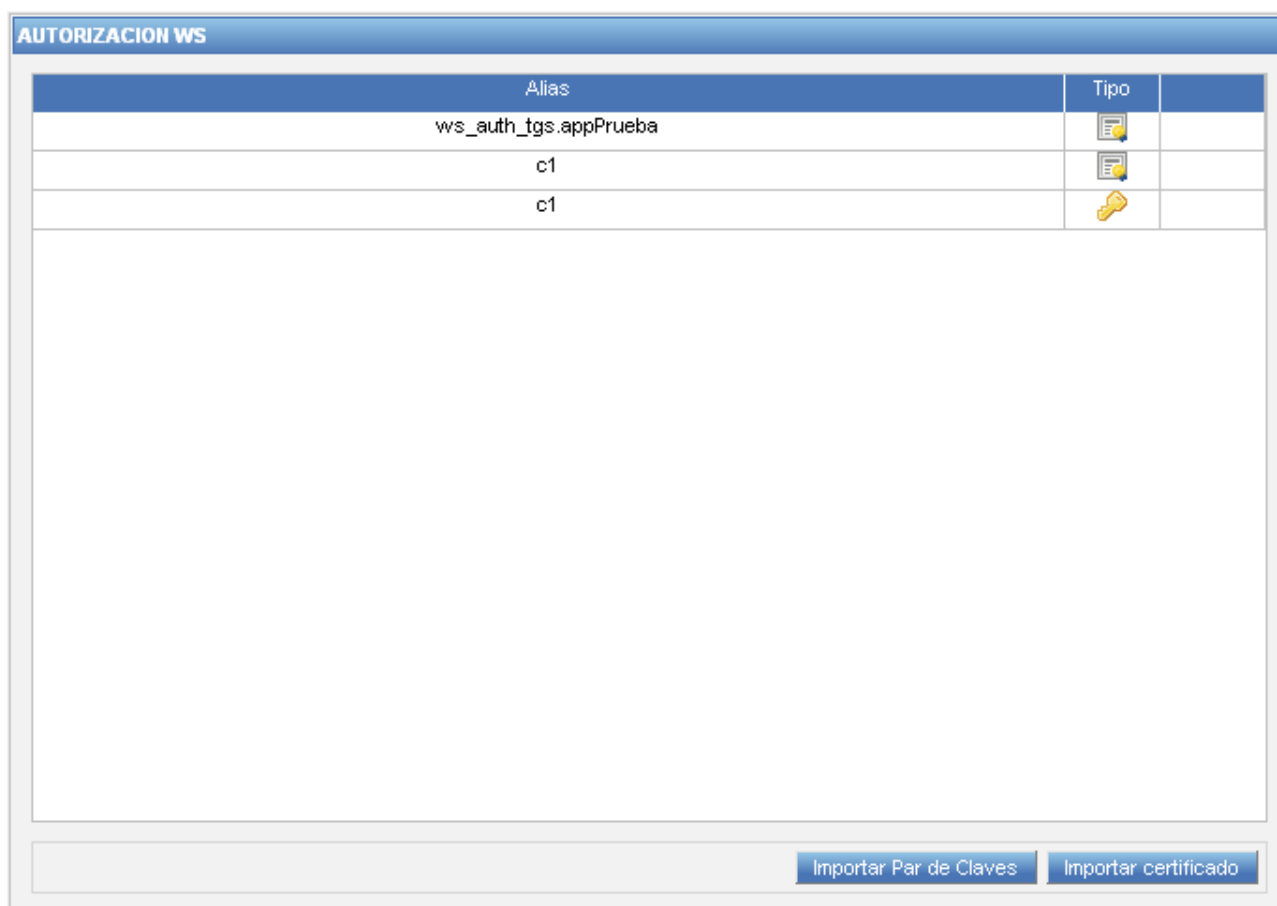 AUTORIZACION WS
Alias Tipo
ws_auth_tgs.appPrueba
c1
c1
Importar Par de Claves Importar certificado